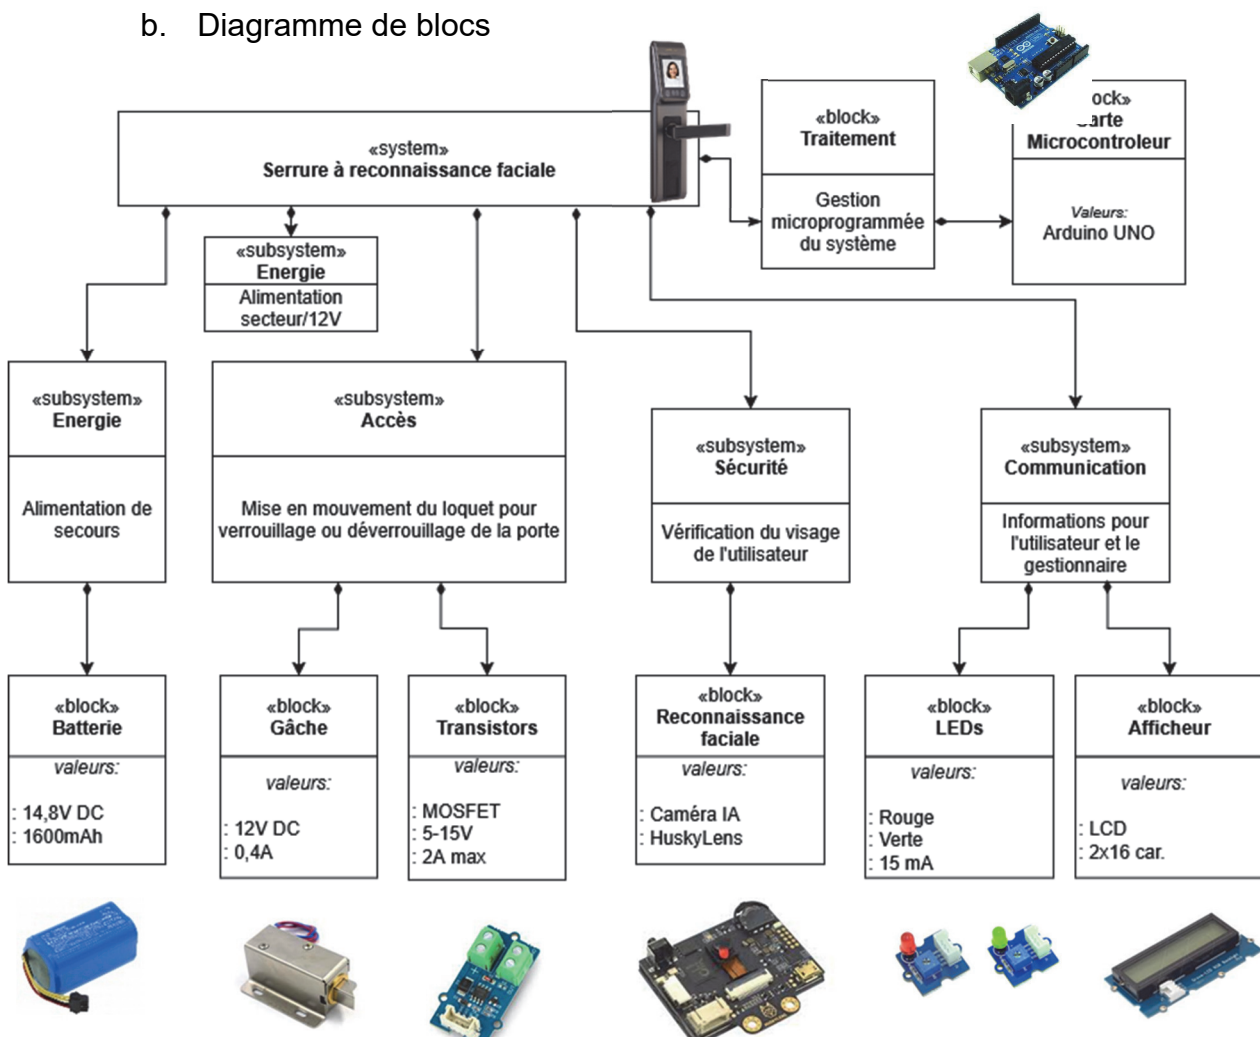 b. Diagramme de blocs
«system»
Serrure à reconnaissance faciale
«block»
Traitement
Gestion
microprogrammée
du système
ock»
arte
Microcontroleur
Valeurs:
Arduino UNO
«subsystem»
Energie
Alimentation
secteur/12V
«subsystem»
Energie
Alimentation de
secours
«subsystem»
Accès
Mise en mouvement du loquet pour
verrouillage ou déverrouillage de la porte
«subsystem»
Sécurité
Vérification du visage
de l'utilisateur
«subsystem»
Communication
Informations pour
l'utilisateur et le
gestionnaire
«block»
Batterie
valeurs:
: 14,8V DC
: 1600mAh
«block»
Gâche
valeurs:
: 12V DC
: 0,4A
«block»
Transistors
valeurs:
: MOSFET
: 5-15V
: 2A max
«block»
Reconnaissance
faciale
valeurs:
: Caméra IA
: HuskyLens
«block»
LEDs
valeurs:
: Rouge
: Verte
: 15 mA
«block»
Afficheur
valeurs:
: LCD
: 2x16 car.